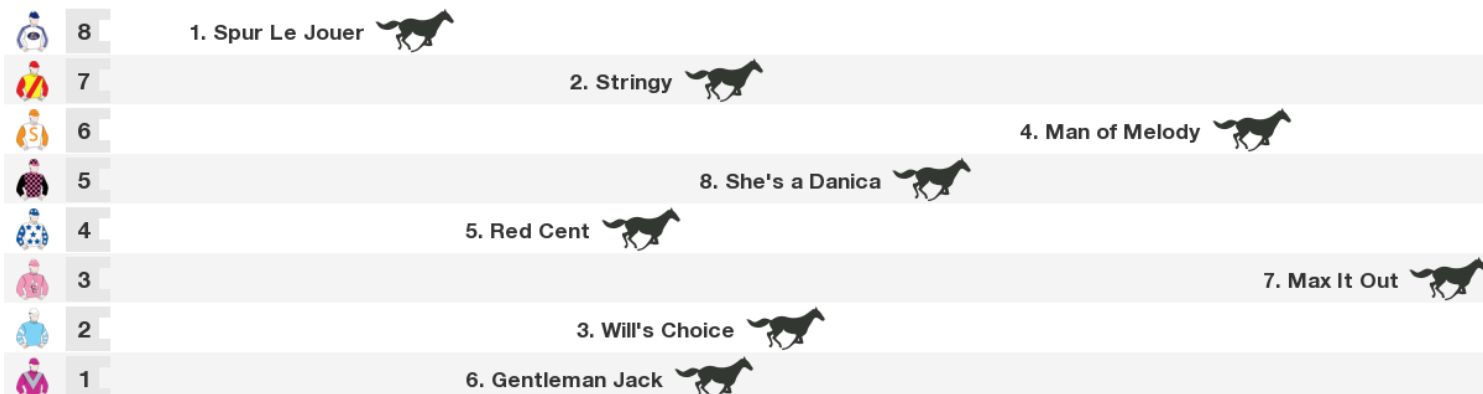 8 1. Spur Le Jouer
7 2. Stringy
S 6 4. Man of Melody
5 8. She's a Danica
4 5. Red Cent
3 7. Max It Out
2 3. Will's Choice
1 6. Gentleman Jack